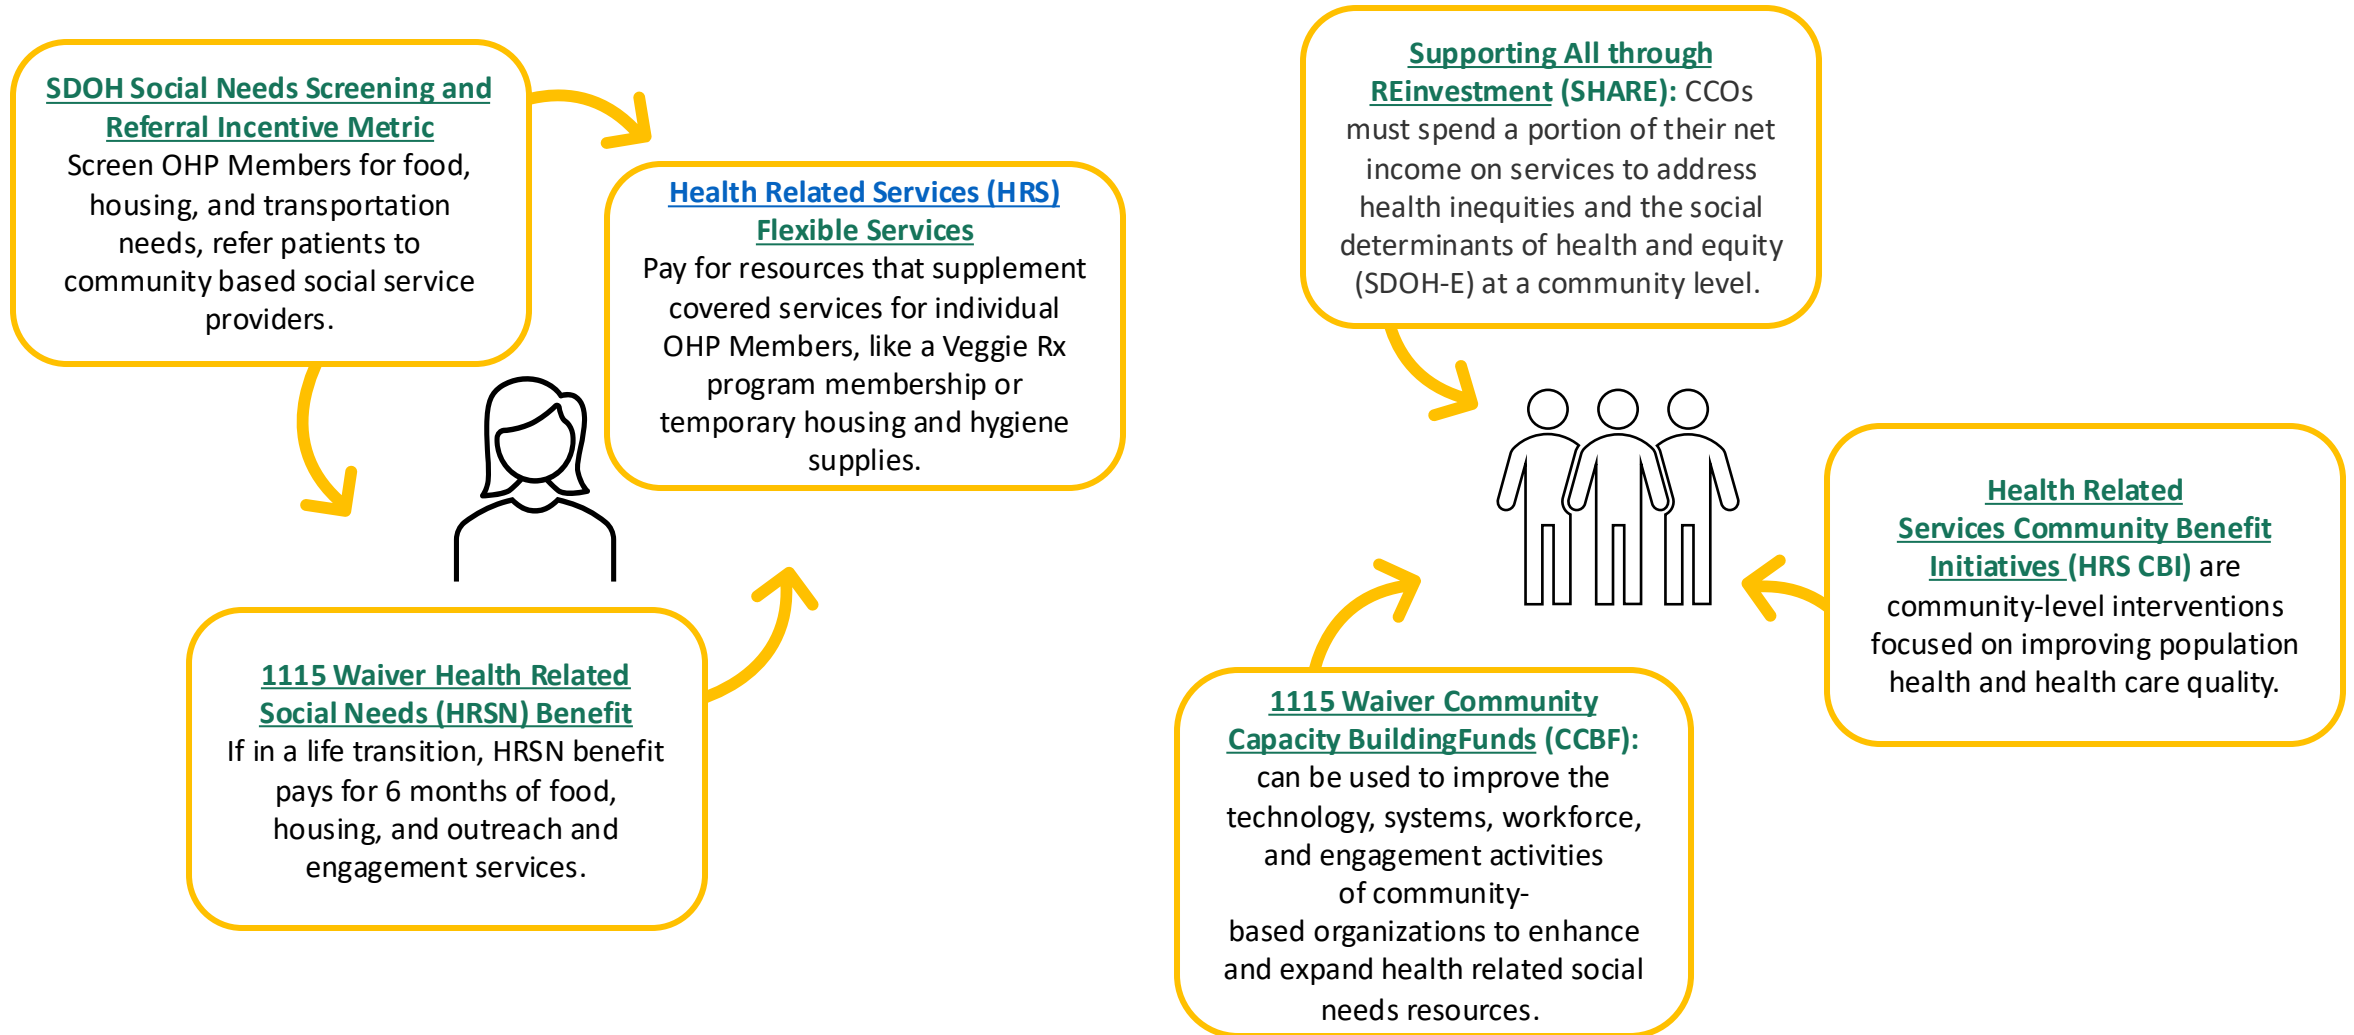 SDOH Social Needs Screening and
Referral Incentive Metric
Screen OHP Members for food,
housing, and transportation
needs, refer patients to
community based social service
providers.
Health Related Services (HRS)
Flexible Services
Pay for resources that supplement
covered services for individual
OHP Members, like a Veggie Rx
program membership or
temporary housing and hygiene
supplies.
1115 Waiver Health Related
Social Needs (HRSN) Benefit
If in a life transition, HRSN benefit
pays for 6 months of food,
housing, and outreach and
engagement services.
Supporting All through
REinvestment (SHARE): CCOs
must spend a portion of their net
income on services to address
health inequities and the social
determinants of health and equity
(SDOH-E) at a community level.
Health Related
Services Community Benefit
Initiatives (HRS CBI) are
community-level interventions
focused on improving population
health and health care quality.
1115 Waiver Community
Capacity BuildingFunds (CCBF):
can be used to improve the
technology, systems, workforce,
and engagement activities
of community-
based organizations to enhance
and expand health related social
needs resources.